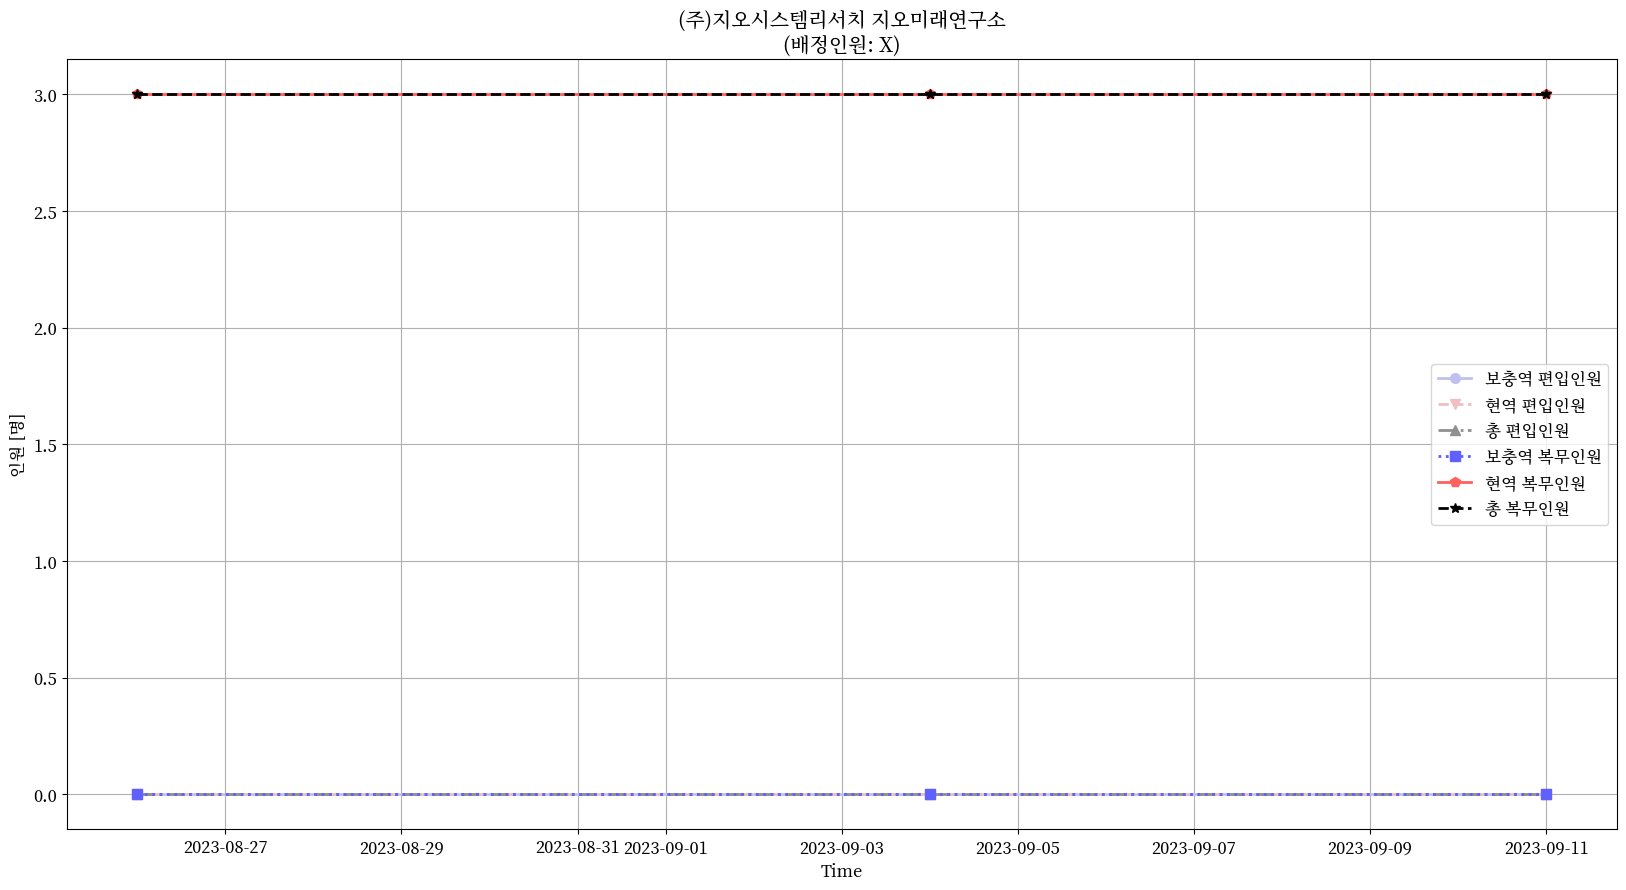 (주)지오시스템리서치 지오미래연구소
(배정인원: X)
3.0
2.5
2.0
1.5
1.0
0.5
0.0
인원 [명]
보충역 편입인원
현역 편입인원
총 편입인원
보충역 복무인원
현역 복무인원
총 복무인원
2023-08-27 2023-08-29 2023-08-31 2023-09-01 2023-09-03 2023-09-05 2023-09-07 2023-09-09 2023-09-11
Time